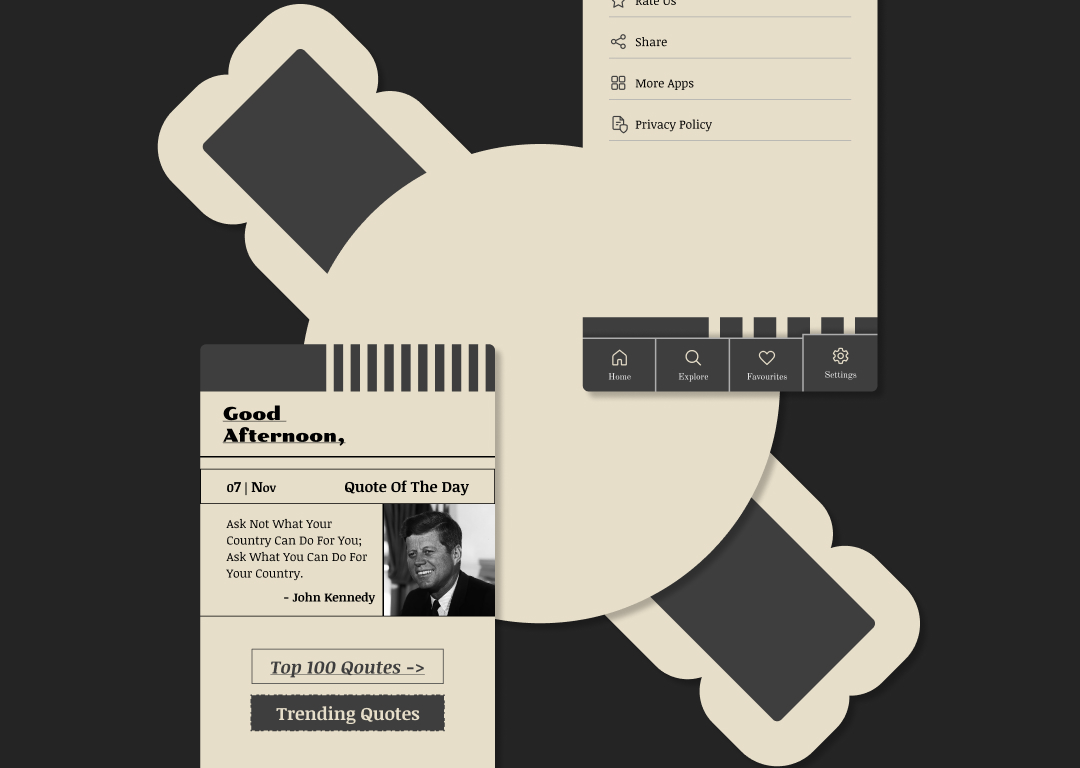 Rate Us
Share
More Apps
Privacy Policy
Home
Explore
Favourites
Settings
Good
Afternoon,
07 | Nov
Quote Of The Day
Ask Not What Your
Country Can Do For You;
Ask What You Can Do For
Your Country.
- John Kennedy
Top 100 Qoutes ->
Trending Quotes